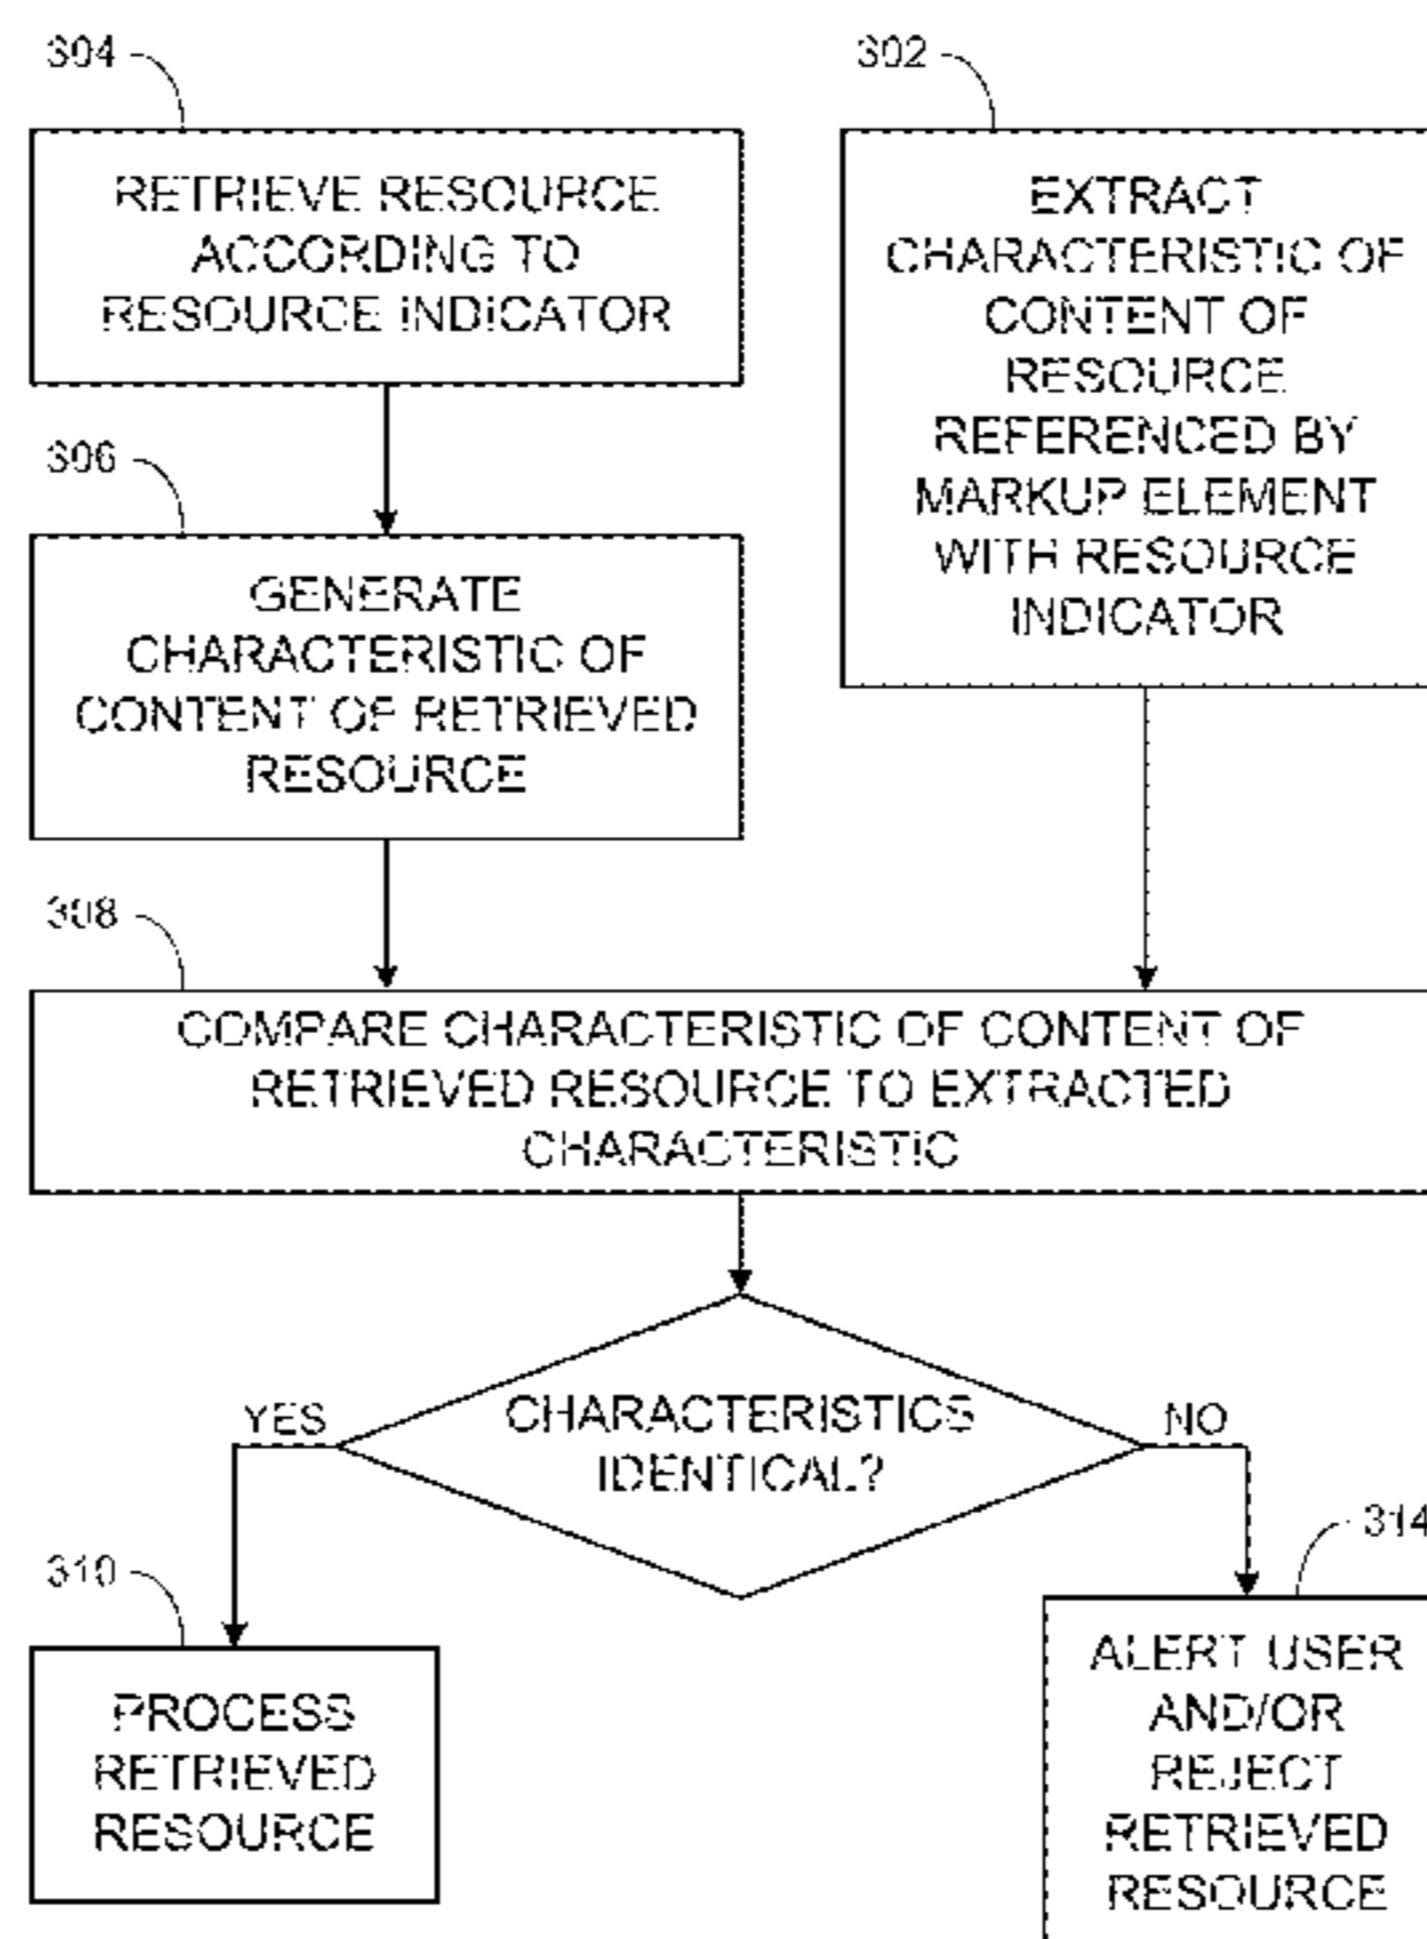 304
RETRIEVE RESOURCE
ACCORDING TO
RESOURCE INDICATOR
302
EXTRACT
CHARACTERISTIC OF
CONTENT OF
RESOURCE
REFERENCED BY
MARKUP ELEMENT
WITH RESOURCE
INDICATOR
306
GENERATE
CHARACTERISTIC OF
CONTENT OF RETRIEVED
RESOURCE
308
COMPARE CHARACTERISTIC OF CONTENT OF
RETRIEVED RESOURCE TO EXTRACTED
CHARACTERISTIC
CHARACTERISTICS
IDENTICAL?
YES
NO
310
PROCESS
RETRIEVED
RESOURCE
314
ALERT USER
AND/OR
REJECT
RETRIEVED
RESOURCE